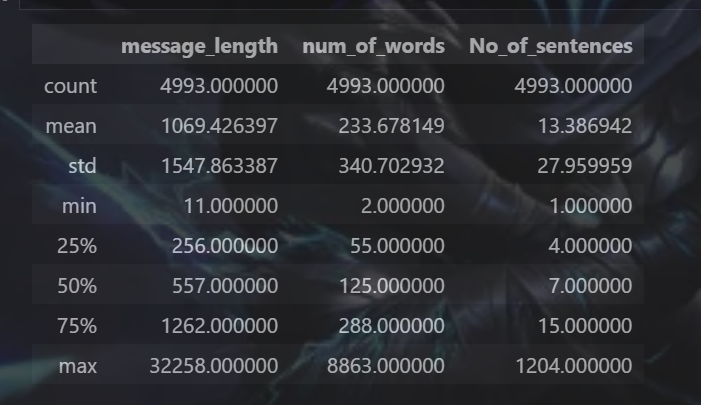 message_length num_of_words No_of_sentences
count 4993.000000 4993.000000 4993.000000
mean 1069.426397 233.678149 13.386942
std 1547.863387 340.702932 27.959959
min 11.000000 2.000000 1.000000
25% 256.000000 55.000000 4.000000
50% 557.000000 125.000000 7.000000
75% 1262.000000 288.000000 15.000000
max 32258.000000 8863.000000 1204.000000